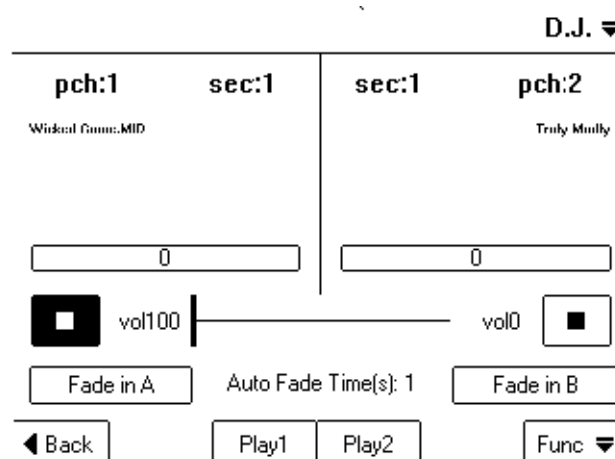 D.J.
pch:1 sec:1 sec:1 pch:2
Wicked Game.MID Truly Madly
0 0
vol100 vol0
Fade in A Auto Fade Time(s): 1 Fade in B
Back Play1 Play2 Func